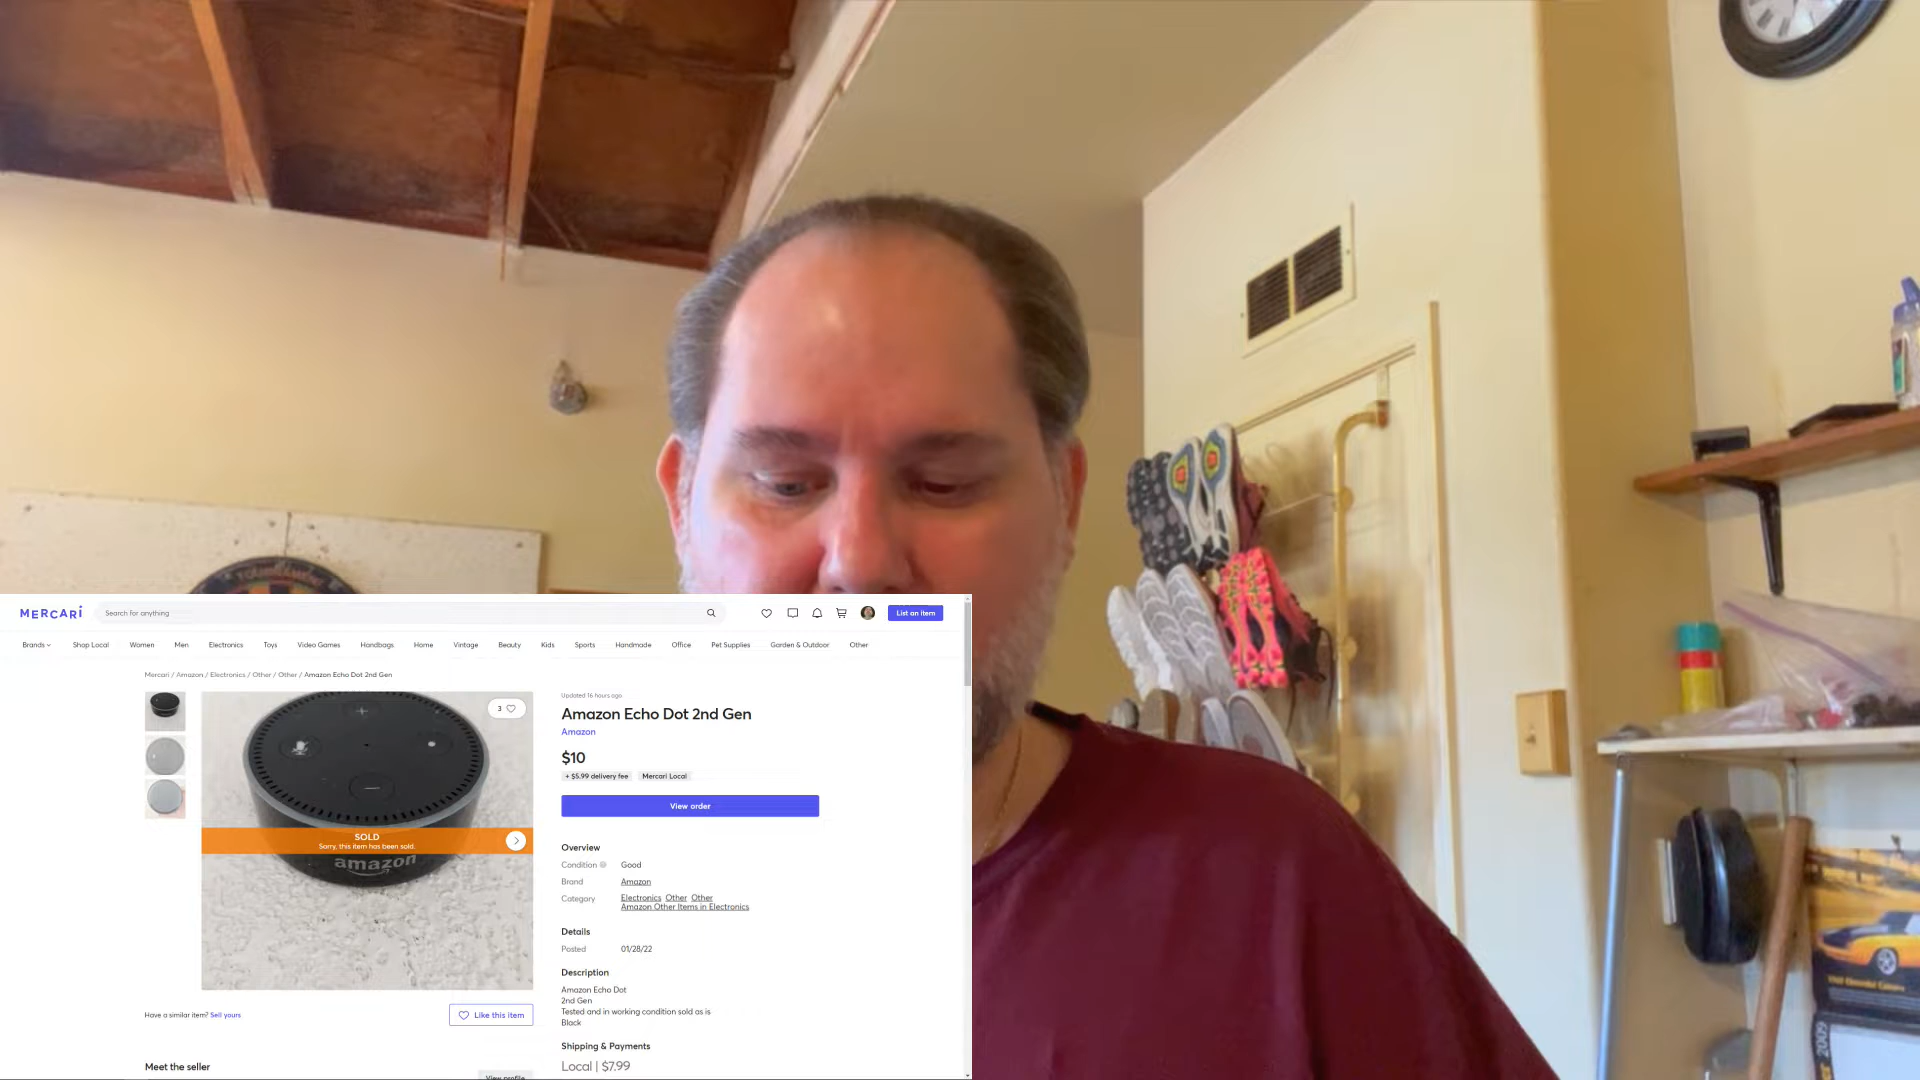 MERCARI
Search for anything
List an item
Brands
Shop Local
Women
Men
Electronics
Toys
Video Games
Handbags
Home
Vintage
Beauty
Kids
Sports
Handmade
Office
Pet Supplies
Garden & Outdoor
Other
Mercari / Amazon / Electronics / Other / Other / Amazon Echo Dot 2nd Gen
3
SOLD
Sorry, this item has been sold.
amazon
Have a similar item? Sell yours
Like this item
Meet the seller
View profile
Updated 16 hours ago
Amazon Echo Dot 2nd Gen
Amazon
$10
+ $5.99 delivery fee
Mercari Local
View order
Overview
Condition Good
Brand Amazon
Category Electronics Other Other
Amazon Other Items in Electronics
Details
Posted 01/28/22
Description
Amazon Echo Dot
2nd Gen
Tested and in working condition sold as is
Black
Shipping & Payments
Local | $7.99
2009